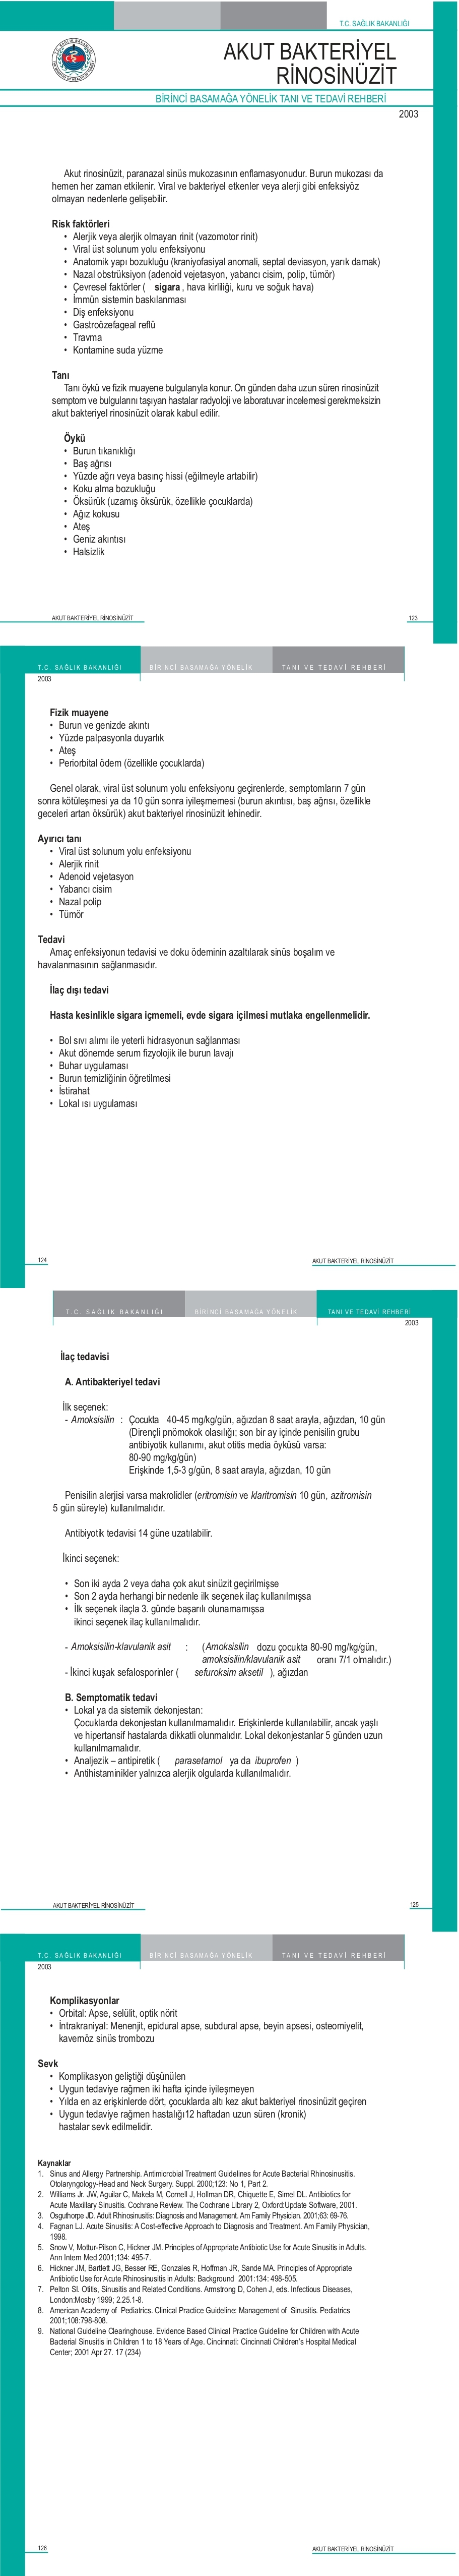 T.C. SAĞLIK BAKANLIĞI
AKUT BAKTERİYEL
RİNOSİNÜZİT
BİRİNCİ BASAMAĞA YÖNELİK TANI VE TEDAVİ REHBERİ
2003
Akut rinosinüzit, paranazal sinüs mukozasının enflamasyonudur. Burun mukozası da
hemen her zaman etkilenir. Viral ve bakteriyel etkenler veya alerji gibi enfeksiyöz
olmayan nedenlerle gelişebilir.
Risk faktörleri
• Alerjik veya alerjik olmayan rinit (vazomotor rinit)
• Viral üst solunum yolu enfeksiyonu
• Anatomik yapı bozukluğu (kraniyofasiyal anomali, septal deviasyon, yarık damak)
• Nazal obstrüksiyon (adenoid vejetasyon, yabancı cisim, polip, tümör)
• Çevresel faktörler ( sigara , hava kirliliği, kuru ve soğuk hava)
• İmmün sistemin baskılanması
• Diş enfeksiyonu
• Gastroözefageal reflü
• Travma
• Kontamine suda yüzme
Tanı
Tanı öykü ve fizik muayene bulgularıyla konur. On günden daha uzun süren rinosinüzit
semptom ve bulgularını taşıyan hastalar radyoloji ve laboratuvar incelemesi gerekmeksizin
akut bakteriyel rinosinüzit olarak kabul edilir.
Öykü
• Burun tıkanıklığı
• Baş ağrısı
• Yüzde ağrı veya basınç hissi (eğilmeyle artabilir)
• Koku alma bozukluğu
• Öksürük (uzamış öksürük, özellikle çocuklarda)
• Ağız kokusu
• Ateş
• Geniz akıntısı
• Halsizlik
AKUT BAKTERİYEL RİNOSİNÜZİT
123
T.C. SAĞLIK BAKANLIĞI BİRİNCİ BASAMAĞA YÖNELİK TANI VE TEDAVİ REHBERİ
2003
Fizik muayene
• Burun ve genizde akıntı
• Yüzde palpasyonla duyarlık
• Ateş
• Periorbital ödem (özellikle çocuklarda)
Genel olarak, viral üst solunum yolu enfeksiyonu geçirenlerde, semptomların 7 gün
sonra kötüleşmesi ya da 10 gün sonra iyileşmemesi (burun akıntısı, baş ağrısı, özellikle
geceleri artan öksürük) akut bakteriyel rinosinüzit lehinedir.
Ayırıcı tanı
• Viral üst solunum yolu enfeksiyonu
• Alerjik rinit
• Adenoid vejetasyon
• Yabancı cisim
• Nazal polip
• Tümör
Tedavi
Amaç enfeksiyonun tedavisi ve doku ödeminin azaltılarak sinüs boşalım ve
havalanmasının sağlanmasıdır.
İlaç dışı tedavi
Hasta kesinlikle sigara içmemeli, evde sigara içilmesi mutlaka engellenmelidir.
• Bol sıvı alımı ile yeterli hidrasyonun sağlanması
• Akut dönemde serum fizyolojik ile burun lavajı
• Buhar uygulaması
• Burun temizliğinin öğretilmesi
• İstirahat
• Lokal ısı uygulaması
124
AKUT BAKTERİYEL RİNOSİNÜZİT
T.C. SAĞLIK BAKANLIĞI BİRİNCİ BASAMAĞA YÖNELİK TANI VE TEDAVİ REHBERİ
2003
İlaç tedavisi
A. Antibakteriyel tedavi
İlk seçenek:
- Amoksisilin : Çocukta 40-45 mg/kg/gün, ağızdan 8 saat arayla, ağızdan, 10 gün
(Dirençli pnömokok olasılığı; son bir ay içinde penisilin grubu
antibiyotik kullanımı, akut otitis media öyküsü varsa:
80-90 mg/kg/gün)
Erişkinde 1,5-3 g/gün, 8 saat arayla, ağızdan, 10 gün
Penisilin alerjisi varsa makrolidler (eritromisin ve klaritromisin 10 gün, azitromisin
5 gün süreyle) kullanılmalıdır.
Antibiyotik tedavisi 14 güne uzatılabilir.
İkinci seçenek:
• Son iki ayda 2 veya daha çok akut sinüzit geçirilmişse
• Son 2 ayda herhangi bir nedenle ilk seçenek ilaç kullanılmışsa
• İlk seçenek ilaçla 3. günde başarılı olunamamışsa
ikinci seçenek ilaç kullanılmalıdır.
- Amoksisilin-klavulanik asit : (Amoksisilin dozu çocukta 80-90 mg/kg/gün,
amoksisilin/klavulanik asit oranı 7/1 olmalıdır.)
- İkinci kuşak sefalosporinler ( sefuroksim aksetil ), ağızdan
B. Semptomatik tedavi
• Lokal ya da sistemik dekonjestan:
Çocuklarda dekonjestan kullanılmamalıdır. Erişkinlerde kullanılabilir, ancak yaşlı
ve hipertansif hastalarda dikkatli olunmalıdır. Lokal dekonjestanlar 5 günden uzun
kullanılmamalıdır.
• Analjezik – antipiretik ( parasetamol ya da ibuprofen )
• Antihistaminikler yalnızca alerjik olgularda kullanılmalıdır.
AKUT BAKTERİYEL RİNOSİNÜZİT
125
T.C. SAĞLIK BAKANLIĞI BİRİNCİ BASAMAĞA YÖNELİK TANI VE TEDAVİ REHBERİ
2003
Komplikasyonlar
• Orbital: Apse, selülit, optik nörit
• İntrakraniyal: Menenjit, epidural apse, subdural apse, beyin apsesi, osteomiyelit,
kavernöz sinüs trombozu
Sevk
• Komplikasyon geliştiği düşünülen
• Uygun tedaviye rağmen iki hafta içinde iyileşmeyen
• Yılda en az erişkinlerde dört, çocuklarda altı kez akut bakteriyel rinosinüzit geçiren
• Uygun tedaviye rağmen hastalığı12 haftadan uzun süren (kronik)
hastalar sevk edilmelidir.
Kaynaklar
1. Sinus and Allergy Partnership. Antimicrobial Treatment Guidelines for Acute Bacterial Rhinosinusitis.
Otolaryngology-Head and Neck Surgery. Suppl. 2000;123: No 1, Part 2.
2. Williams Jr. JW, Aguilar C, Makela M, Cornell J, Hollman DR, Chiquette E, Simel DL. Antibiotics for
Acute Maxillary Sinusitis. Cochrane Review. The Cochrane Library 2, Oxford:Update Software, 2001.
3. Osguthorpe JD. Adult Rhinosinusitis: Diagnosis and Management. Am Family Physician. 2001;63: 69-76.
4. Fagnan LJ. Acute Sinusitis: A Cost-effective Approach to Diagnosis and Treatment. Am Family Physician,
1998.
5. Snow V, Mottur-Pilson C, Hickner JM. Principles of Appropriate Antibiotic Use for Acute Sinusitis in Adults.
Ann Intern Med 2001;134: 495-7.
6. Hickner JM, Bartlett JG, Besser RE, Gonzales R, Hoffman JR, Sande MA. Principles of Appropriate
Antibiotic Use for Acute Rhinosinusitis in Adults: Background 2001:134: 498-505.
7. Pelton SI. Otitis, Sinusitis and Related Conditions. Armstrong D, Cohen J, eds. Infectious Diseases,
London:Mosby 1999; 2.25.1-8.
8. American Academy of Pediatrics. Clinical Practice Guideline: Management of Sinusitis. Pediatrics
2001;108:798-808.
9. National Guideline Clearinghouse. Evidence Based Clinical Practice Guideline for Children with Acute
Bacterial Sinusitis in Children 1 to 18 Years of Age. Cincinnati: Cincinnati Children's Hospital Medical
Center; 2001 Apr 27. 17 (234)
126
AKUT BAKTERİYEL RİNOSİNÜZİT